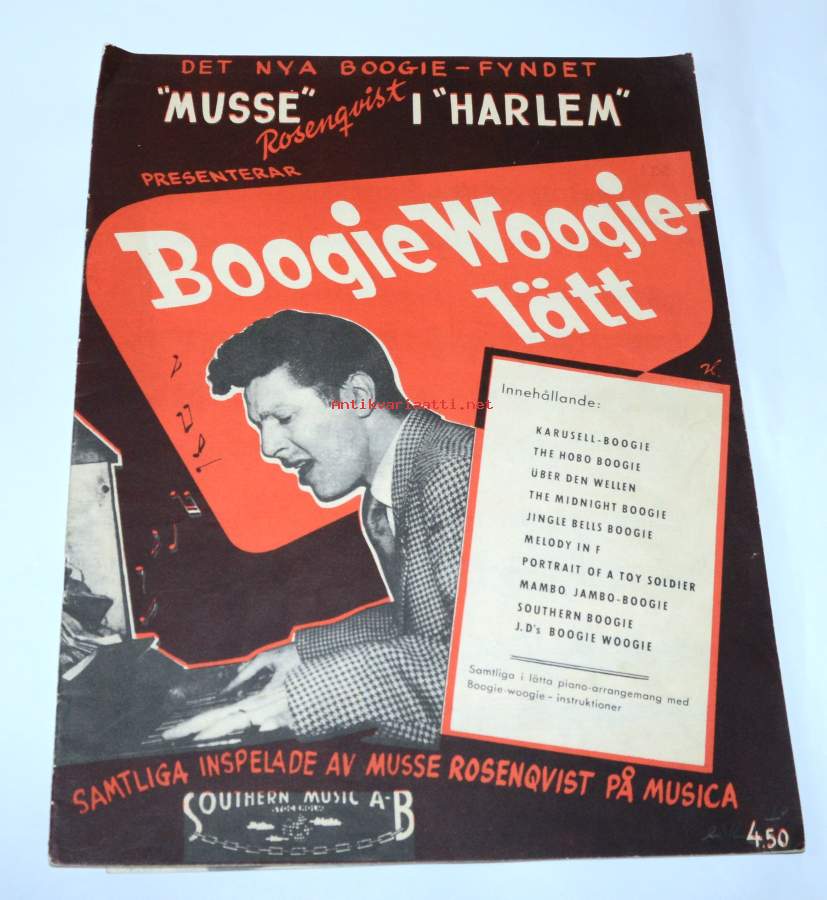 DET NYA BOOGIE-FYNDET
"MUSSE" Rosenqvist I "HARLEM"
PRESENTERAR
Boogie Woogie-
lätt
Antikvariaatti.net
Innehållande:
KARUSELL-BOOGIE
THE HOBO BOOGIE
ÜBER DEN WELLEN
THE MIDNIGHT BOOGIE
JINGLE BELLS BOOGIE
MELODY IN F
PORTRAIT OF A TOY SOLDIER
MAMBO JAMBO-BOOGIE
SOUTHERN BOOGIE
J.D's BOOGIE WOOGIE
Samtliga i lätta piano-arrangemang med
Boogie-woogie-instruktioner
SAMTLIGA INSPELADE AV MUSSE ROSENQVIST PÅ MUSICA
SOUTHERN MUSIC A-B
STOCKHOLM
4:50